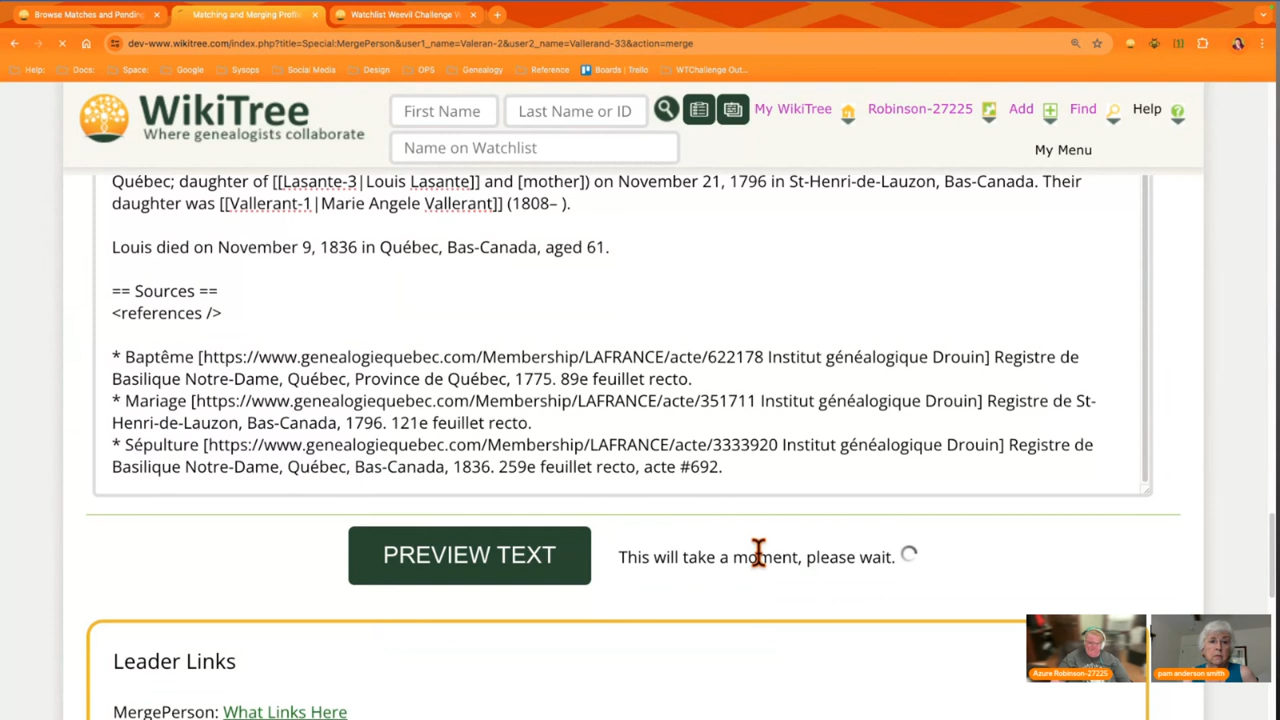 Browse Matches and Pending
Matching and Merging Profil
Watchlist Weevil Challenge W
dev-www.wikitree.com/index.php?title=Special:MergePerson&user1_name=Valeran-2&user2_name=Vallerand-33&action=merge
Help: Docs: Space: Google Sysops Social Media Design OPS Genealogy Reference Boards | Trello WTChallenge Out...
WikiTree
Where genealogists collaborate
First Name Last Name or ID My WikiTree Robinson-27225 Add Find Help
Name on Watchlist
My Menu
Québec; daughter of [[Lasante-3|Louis Lasante]] and [mother]) on November 21, 1796 in St-Henri-de-Lauzon, Bas-Canada. Their
daughter was [[Vallerant-1|Marie Angele Vallerant]] (1808– ).
Louis died on November 9, 1836 in Québec, Bas-Canada, aged 61.
== Sources ==
<references />
* Baptême [https://www.genealogiequebec.com/Membership/LAFRANCE/acte/622178 Institut généalogique Drouin] Registre de
Basilique Notre-Dame, Québec, Province de Québec, 1775. 89e feuillet recto.
* Mariage [https://www.genealogiequebec.com/Membership/LAFRANCE/acte/351711 Institut généalogique Drouin] Registre de St-
Henri-de-Lauzon, Bas-Canada, 1796. 121e feuillet recto.
* Sépulture [https://www.genealogiequebec.com/Membership/LAFRANCE/acte/3333920 Institut généalogique Drouin] Registre de
Basilique Notre-Dame, Québec, Bas-Canada, 1836. 259e feuillet recto, acte #692.
PREVIEW TEXT This will take a moment, please wait.
Leader Links
MergePerson: What Links Here
Azure Robinson-27225
pam anderson smith